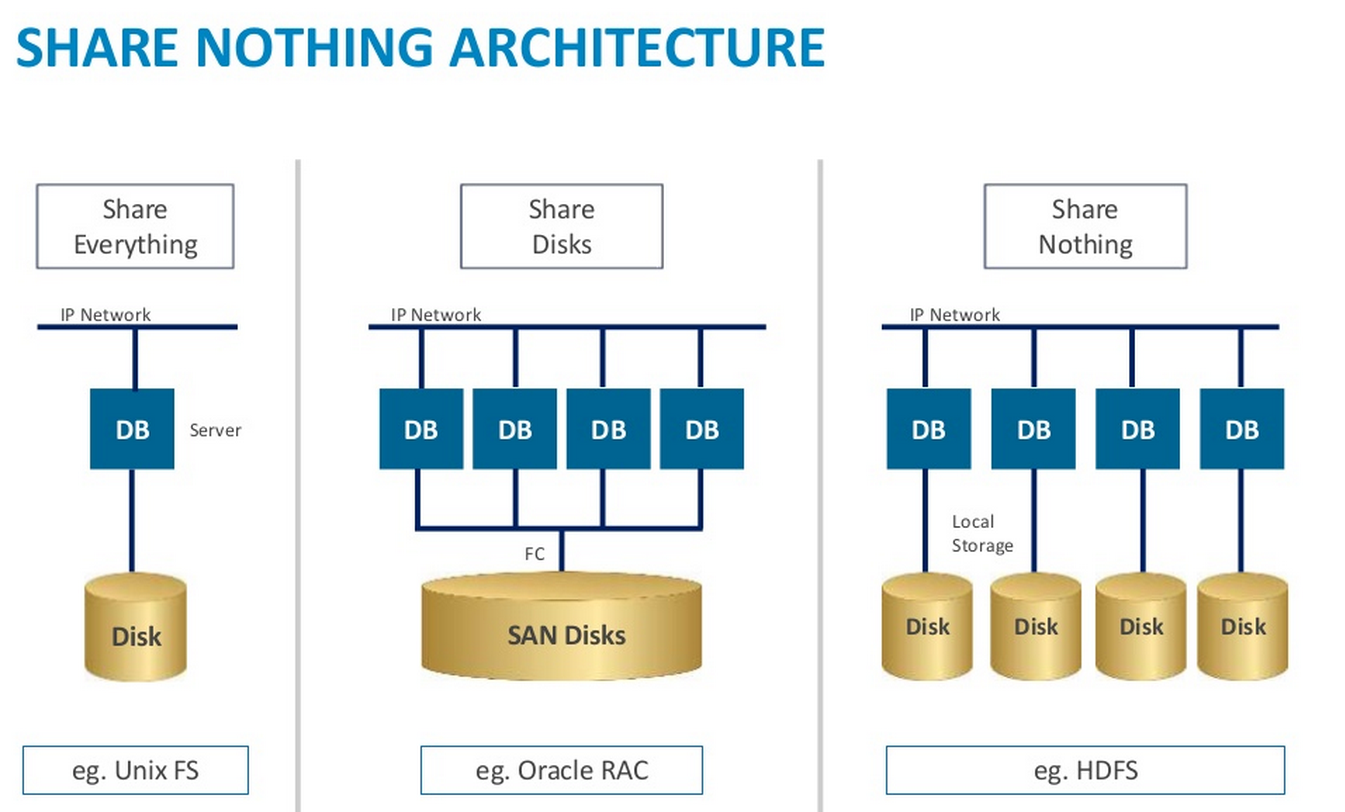 SHARE NOTHING ARCHITECTURE
Share
Everything
IP Network
DB
Server
Disk
eg. Unix FS
Share
Disks
IP Network
DB DB DB DB
FC
SAN Disks
eg. Oracle RAC
Share
Nothing
IP Network
DB DB DB DB
Local
Storage
Disk Disk Disk Disk
eg. HDFS